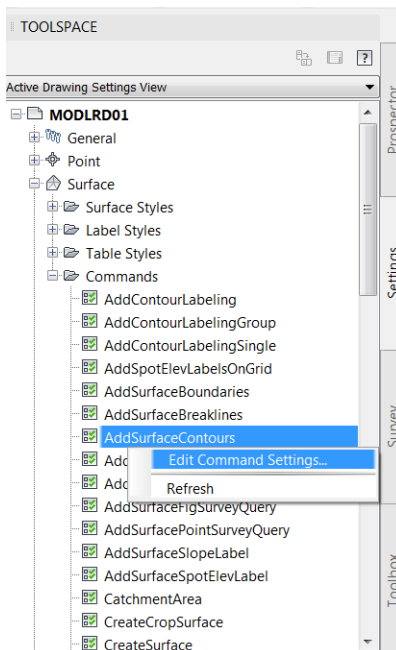 TOOLSPACE
Active Drawing Settings View
MODLRD01
General
Point
Surface
Surface Styles
Label Styles
Table Styles
Commands
AddContourLabeling
AddContourLabelingGroup
AddContourLabelingSingle
AddSpotElevLabelsOnGrid
AddSurfaceBoundaries
AddSurfaceBreaklines
AddSurfaceContours
Edit Command Settings...
Refresh
AddSurfaceFigSurveyQuery
AddSurfacePointSurveyQuery
AddSurfaceSlopeLabel
AddSurfaceSpotElevLabel
CatchmentArea
CreateCropSurface
CreateSurface
Prospector
Settings
Survey
Toolbox